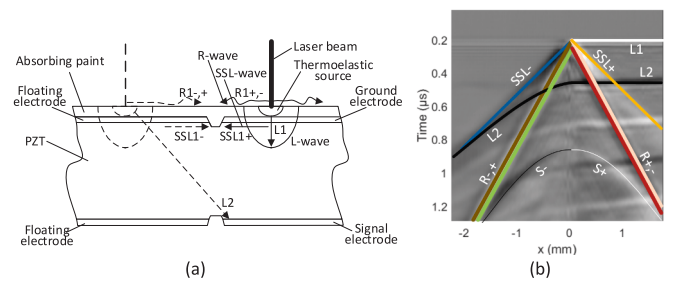 R-wave
SSL-wave
Laser beam
Thermoelastic
source
Absorbing paint
Floating
electrode
R1-,+
R1+,-
Ground
electrode
PZT
SSL1-
SSL1+
L1
L-wave
L2
Floating
electrode
Signal
electrode
(a)
0.2
0.4
0.6
0.8
1
1.2
Time (μs)
L1
SSL-
SSL+
L2
L2
R-,+
S-
S+
R+,-
-2
-1
0
1
x (mm)
(b)